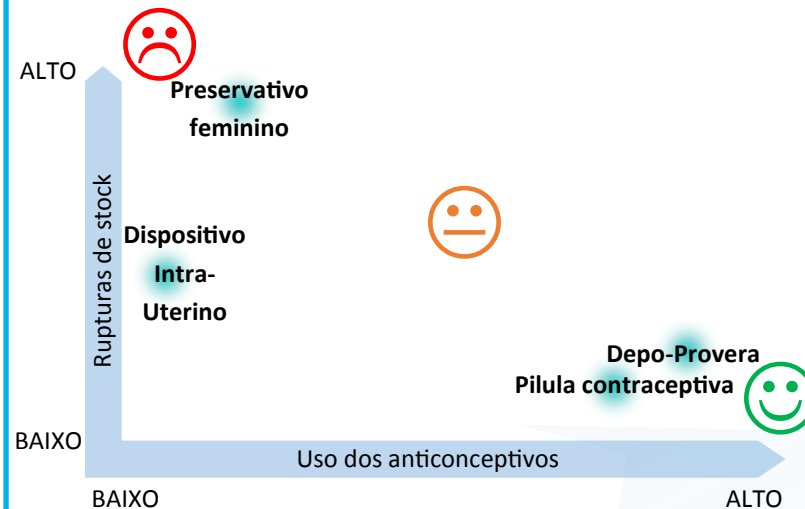 ALTO
Preservativo
feminino
Rupturas de stock
Dispositivo
Intra-
Uterino
Depo-Provera
Pilula contraceptiva
BAIXO
Uso dos anticonceptivos
BAIXO
ALTO